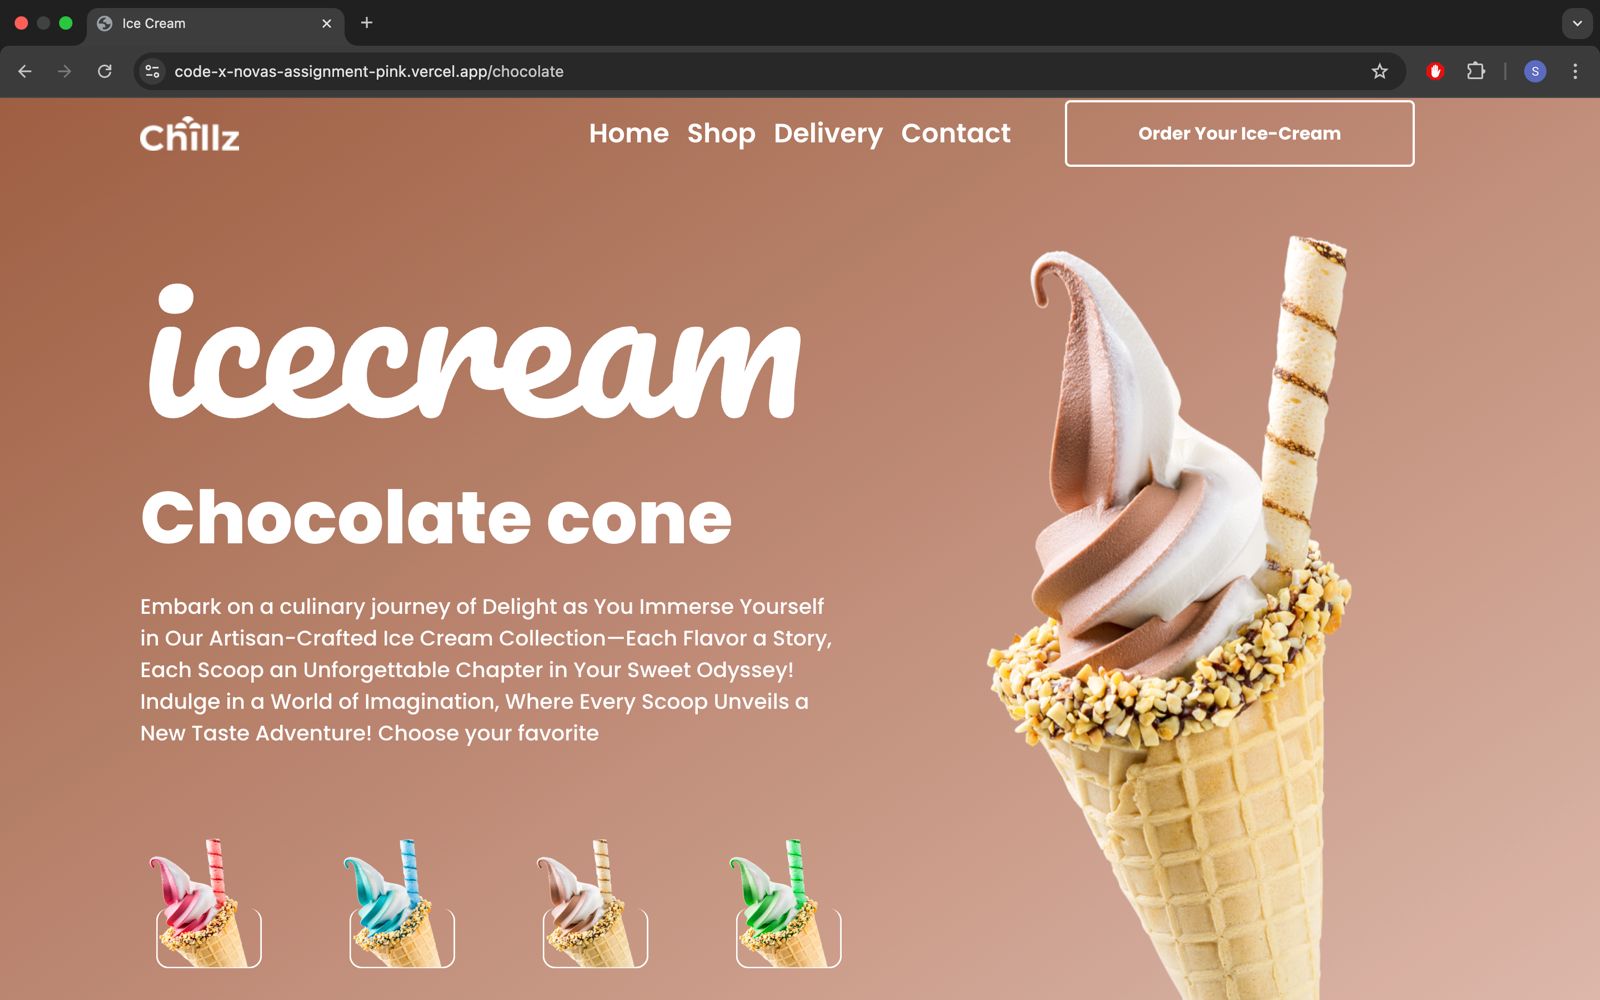 Ice Cream
code-x-novas-assignment-pink.vercel.app/chocolate
S
Chillz
Home Shop Delivery Contact
Order Your Ice-Cream
icecream
Chocolate cone
Embark on a culinary journey of Delight as You Immerse Yourself
in Our Artisan-Crafted Ice Cream Collection—Each Flavor a Story,
Each Scoop an Unforgettable Chapter in Your Sweet Odyssey!
Indulge in a World of Imagination, Where Every Scoop Unveils a
New Taste Adventure! Choose your favorite